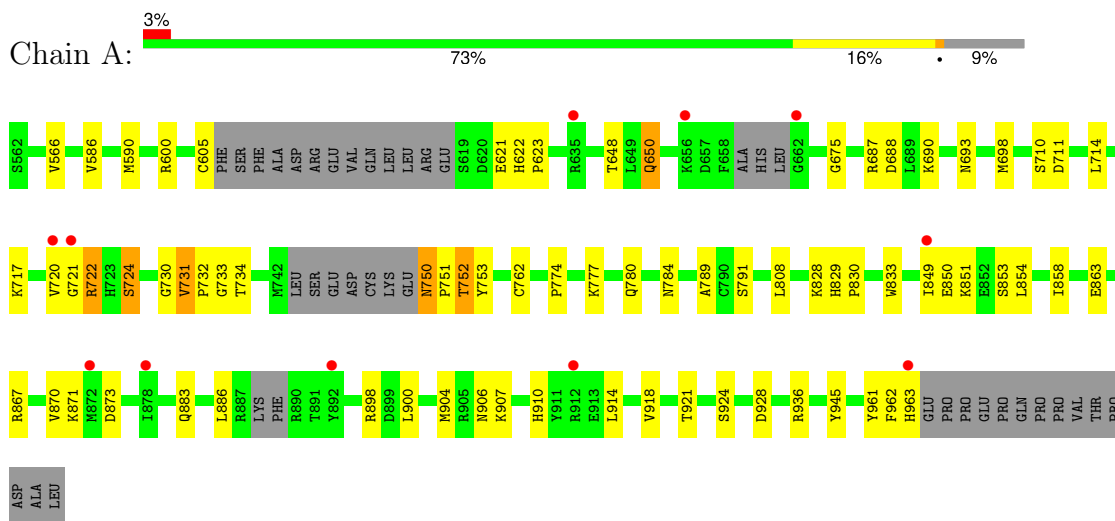 3%
Chain A:
73% 16% • 9%
S562 V566 V586 M590 R600 C605 PHE SER PHE ALA ASP ARG GLU VAL GLN LEU LEU ARG GLU S619 D620 E621 H622 P623 R635 T648 L649 Q650 K656 D657 F658 ALA HIS LEU G662 G675 R687 D688 L689 K690 N693 M698 S710 D711 L714
K717 V720 G721 R722 H723 S724 G730 V731 P732 G733 T734 M742 LEU SER GLU ASP CYS LYS GLU N750 P751 T752 Y753 C762 P774 K777 Q780 N784 A789 C790 S791 L808 K828 H829 P830 W833 I849 E850 K851 E852 S853 L854 I858 E863
R867 V870 K871 M872 D873 I878 Q883 L886 R887 LYS PHE R890 T891 Y892 R898 D899 L900 M904 R905 N906 K907 H910 Y911 R912 E913 L914 V918 T921 S924 D928 R936 Y945 Y961 F962 H963 GLU PRO PRO GLU PRO GLN PRO PRO VAL THR PRO
ASP ALA LEU